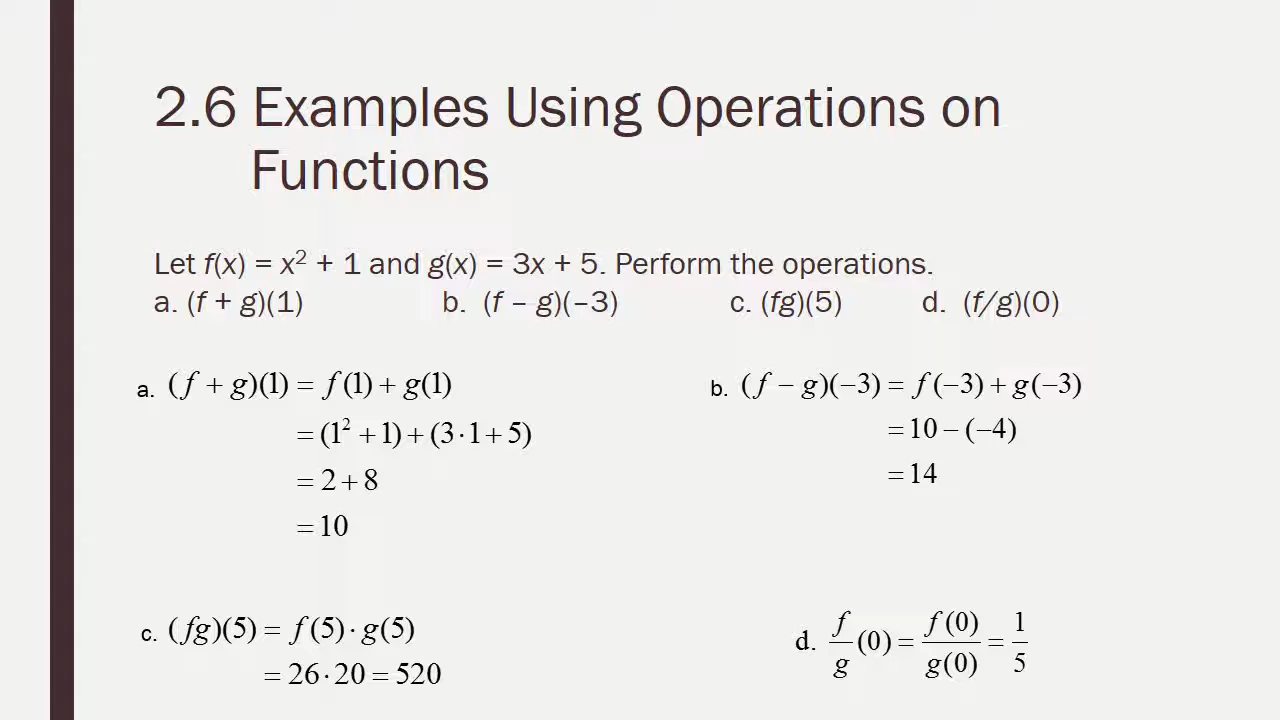 2.6 Examples Using Operations on
Functions
Let f(x) = x² + 1 and g(x) = 3x + 5. Perform the operations.
a. (f + g)(1) b. (f – g)(–3) c. (fg)(5) d. (f/g)(0)
a. (f + g)(1) = f(1) + g(1)
= (1² + 1) + (3·1 + 5)
= 2 + 8
= 10
b. (f − g)(−3) = f(−3) + g(−3)
= 10 − (−4)
= 14
c. (fg)(5) = f(5)·g(5)
= 26·20 = 520
d. f/g (0) = f(0)/g(0) = 1/5